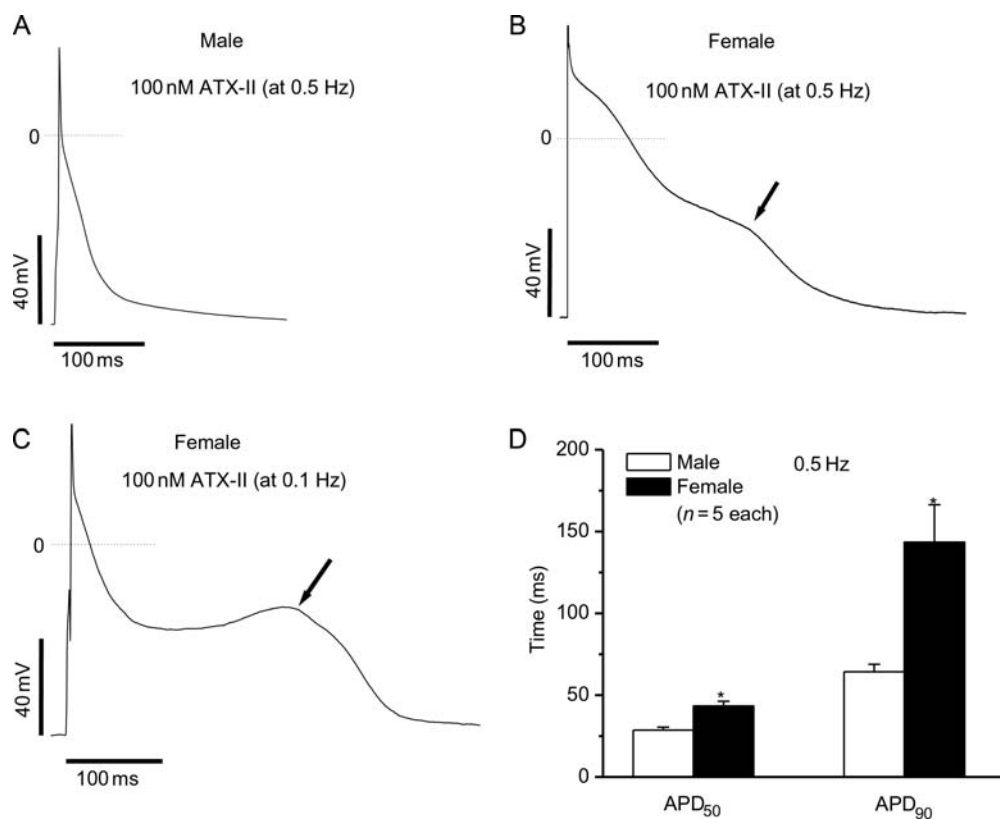 A
Male
100 nM ATX-II (at 0.5 Hz)
0
40 mV
100 ms
B
Female
100 nM ATX-II (at 0.5 Hz)
0
40 mV
100 ms
C
Female
100 nM ATX-II (at 0.1 Hz)
0
40 mV
100 ms
D
200
150
100
50
0
Time (ms)
Male
0.5 Hz
Female
(n = 5 each)
*
*
APD50
APD90